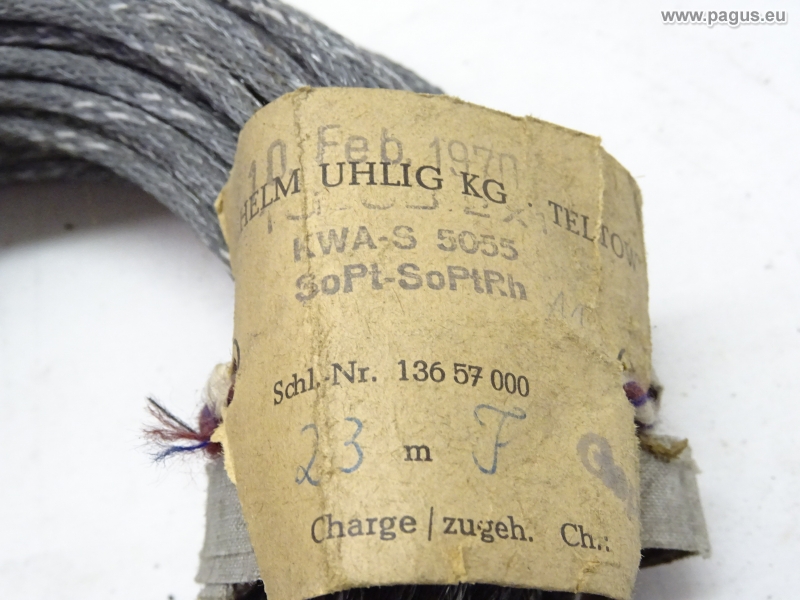 www.pagus.eu
10. Feb. 1970
HELM UHLIG KG · TELTOW
KWA-S 5055
SoPt-SoPtRh
Schl.-Nr. 136 57 000
23 m F
Charge / zugeh. Ch.: